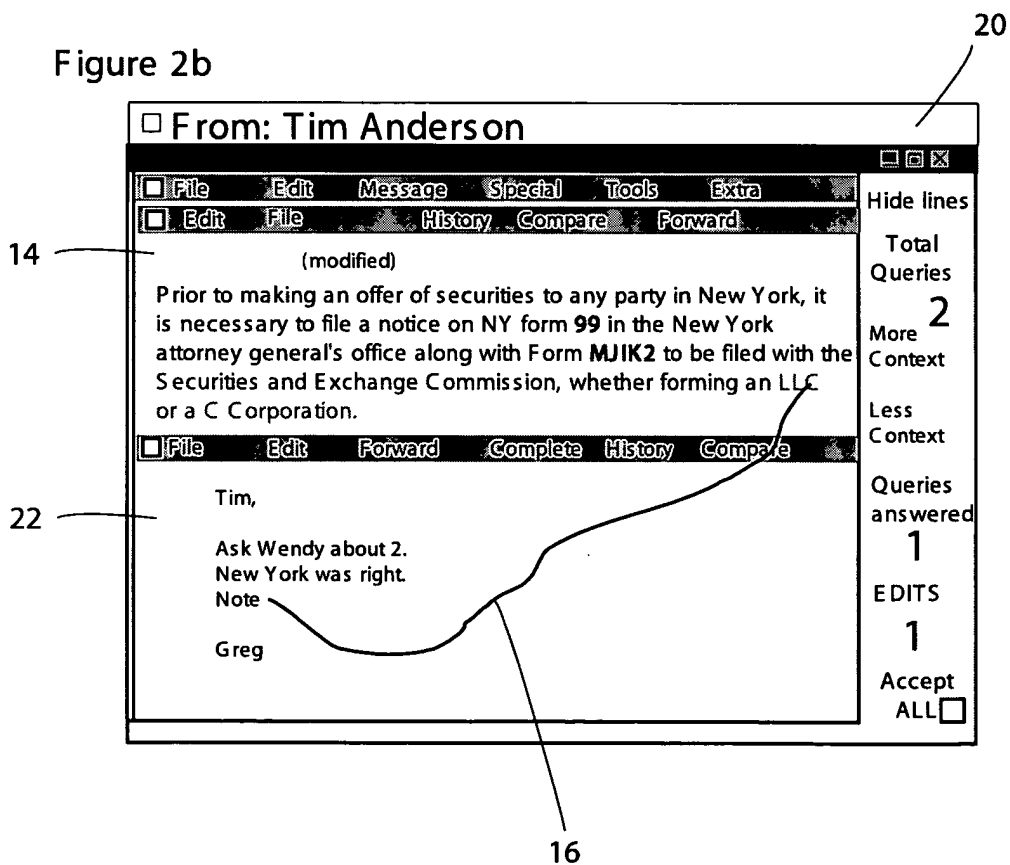 20
Figure 2b
From: Tim Anderson
File Edit Message Special Tools Extra
Edit File History Compare Forward
14
(modified)
Prior to making an offer of securities to any party in New York, it
is necessary to file a notice on NY form 99 in the New York
attorney general's office along with Form MJIK2 to be filed with the
Securities and Exchange Commission, whether forming an LLC
or a C Corporation.
File Edit Forward Complete History Compare
22
Tim,
Ask Wendy about 2.
New York was right.
Note
Greg
Hide lines
Total
Queries
2
More
Context
Less
Context
Queries
answered
1
EDITS
1
Accept
ALL
16